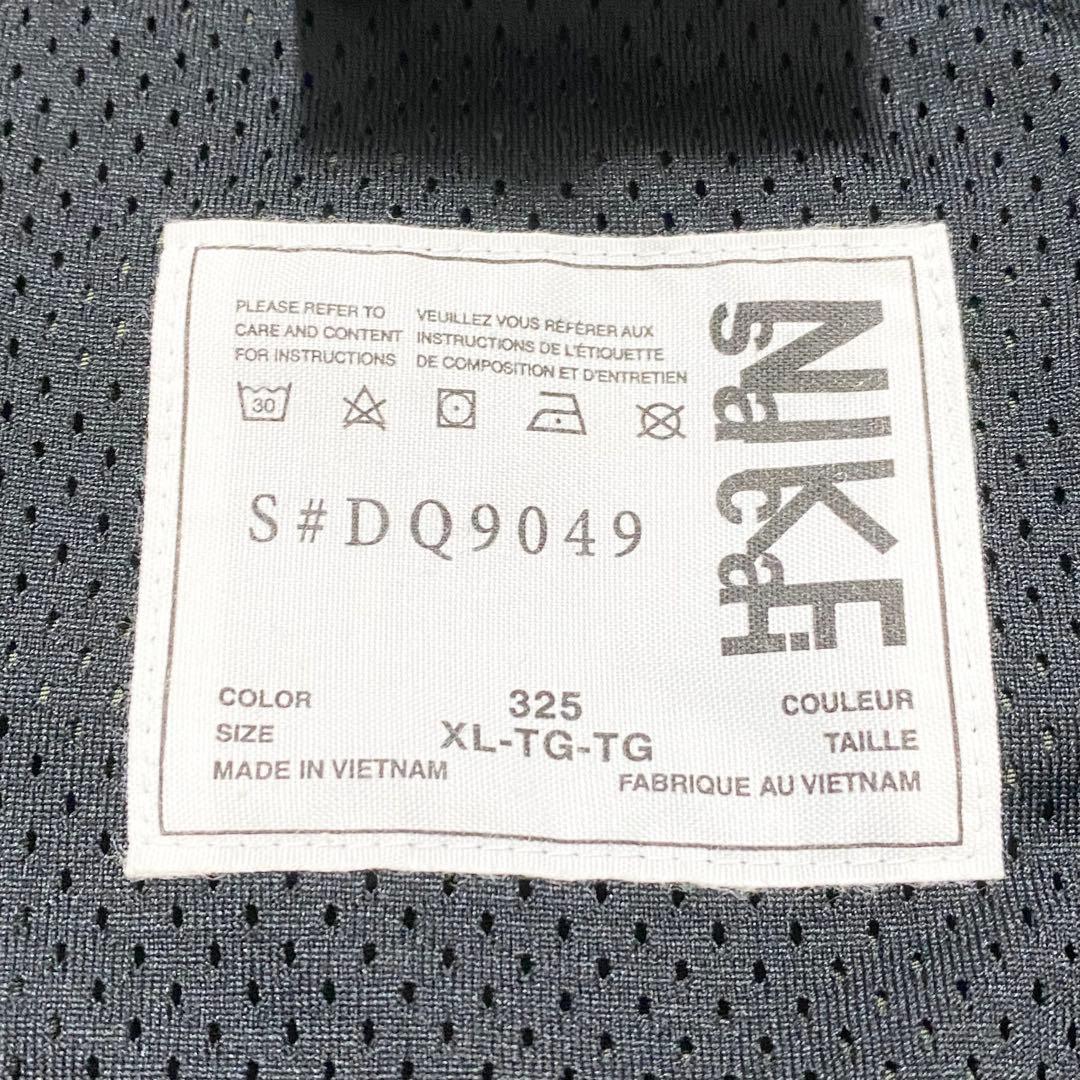 PLEASE REFER TO
CARE AND CONTENT
FOR INSTRUCTIONS
VEUILLEZ VOUS RÉFÉRER AUX
INSTRUCTIONS DE L'ÉTIQUETTE
DE COMPOSITION ET D'ENTRETIEN
30
S#DQ9049
NIKE
sacai
COLOR 325 COULEUR
SIZE XL-TG-TG TAILLE
MADE IN VIETNAM FABRIQUE AU VIETNAM